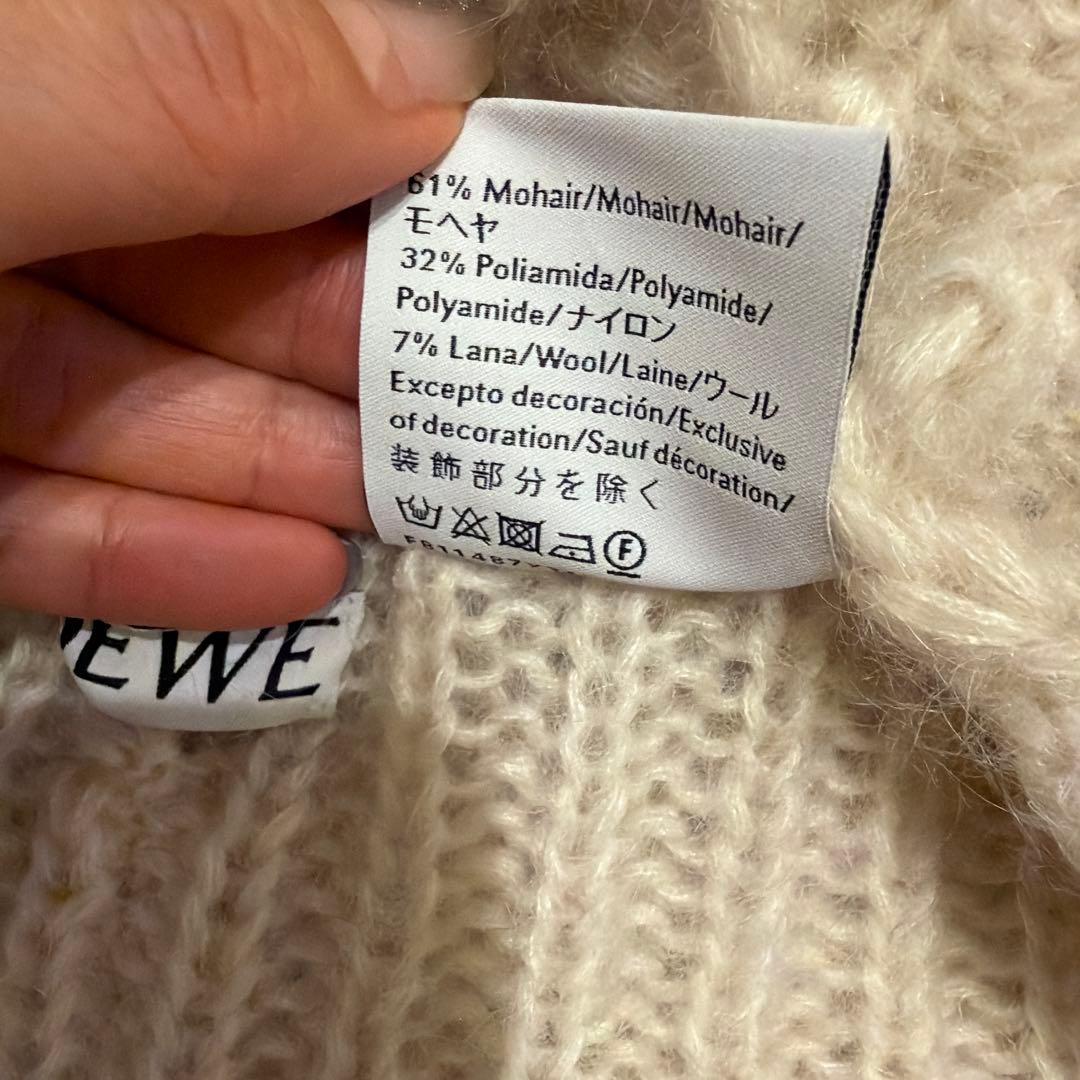 61% Mohair/Mohair/Mohair/
モヘヤ
32% Poliamida/Polyamide/
Polyamide/ナイロン
7% Lana/Wool/Laine/ウール
Excepto decoración/Exclusive
of decoration/Sauf décoration/
装飾部分を除く
F
EWE